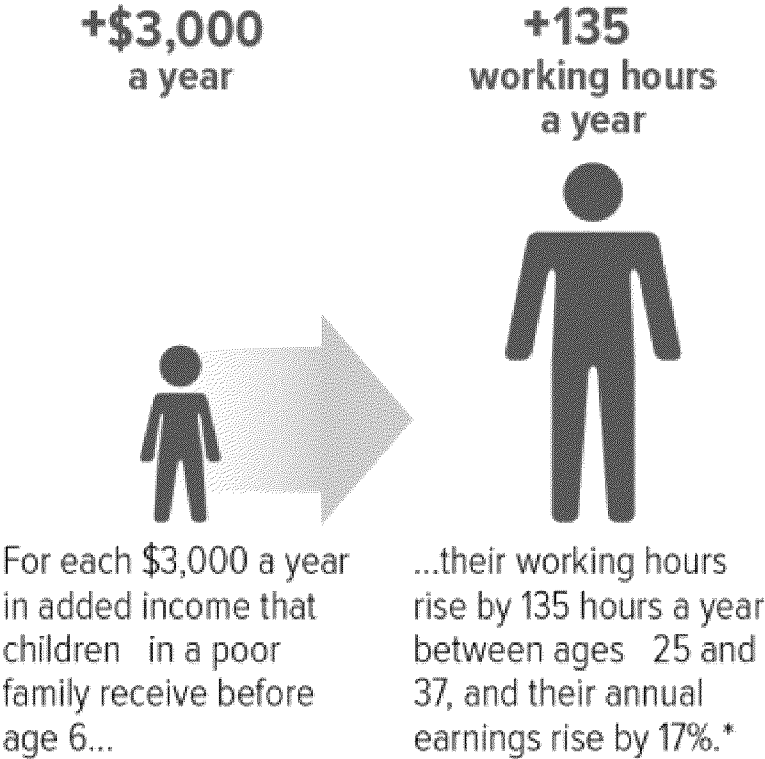 +$3,000
a year
+135
working hours
a year
For each $3,000 a year
in added income that
children in a poor
family receive before
age 6...
...their working hours
rise by 135 hours a year
between ages 25 and
37, and their annual
earnings rise by 17%.*